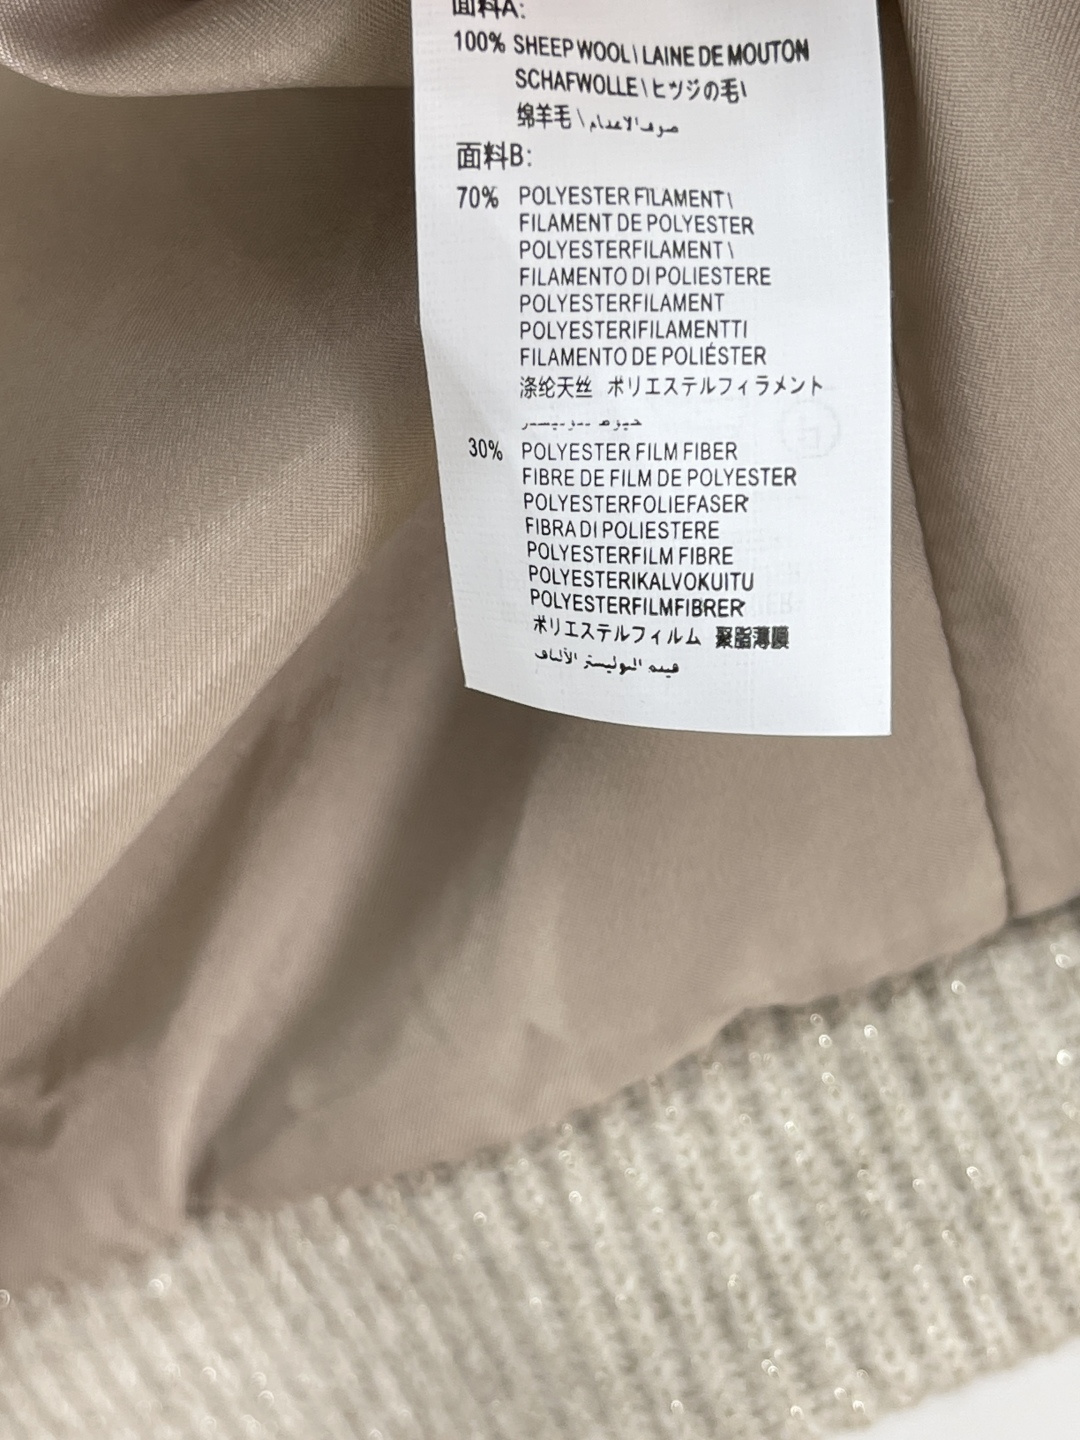 面料A:
100% SHEEP WOOL \ LAINE DE MOUTON
SCHAFWOLLE \ ヒツジの毛 \
绵羊毛 \
面料B:
70% POLYESTER FILAMENT \
FILAMENT DE POLYESTER
POLYESTERFILAMENT \
FILAMENTO DI POLIESTERE
POLYESTERFILAMENT
POLYESTERIFILAMENTTI
FILAMENTO DE POLIÉSTER
涤纶天丝 ポリエステルフィラメント
30% POLYESTER FILM FIBER
FIBRE DE FILM DE POLYESTER
POLYESTERFOLIEFASER
FIBRA DI POLIESTERE
POLYESTERFILM FIBRE
POLYESTERIKALVOKUITU
POLYESTERFILMFIBRER
ポリエステルフィルム 聚脂薄膜